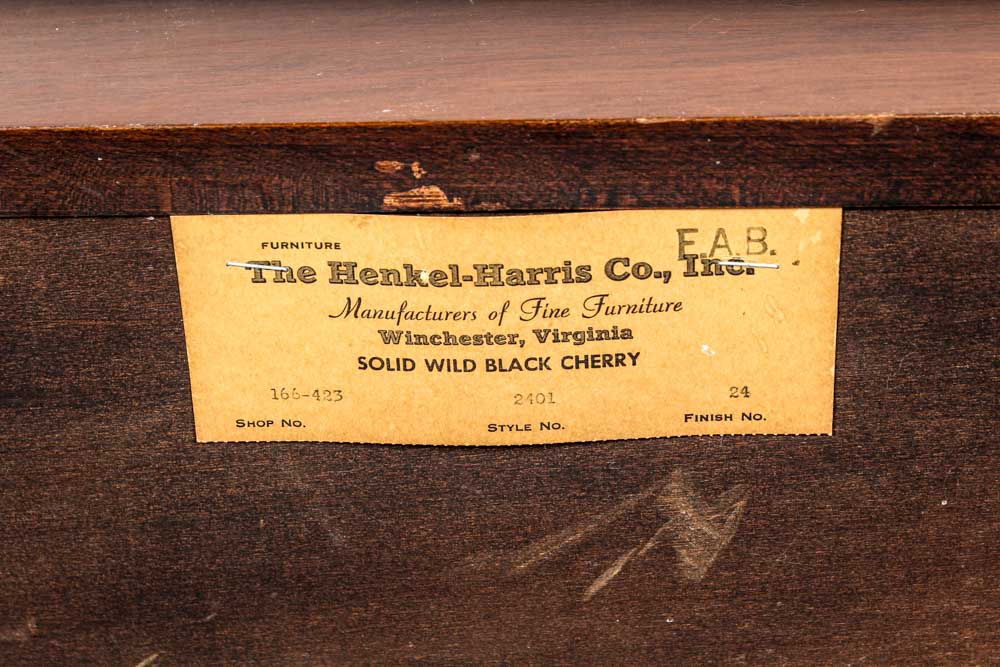 FURNITURE
E.A.B.
The Henkel-Harris Co., Inc.
Manufacturers of Fine Furniture
Winchester, Virginia
SOLID WILD BLACK CHERRY
166-423 2401 24
SHOP NO. STYLE NO. FINISH NO.